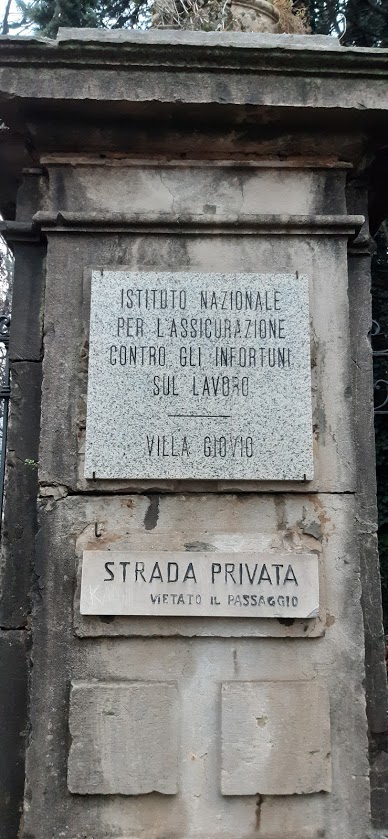 ISTITUTO NAZIONALE
PER L'ASSICURAZIONE
CONTRO GLI INFORTUNI
SUL LAVORO
VILLA GIOVIO
STRADA PRIVATA
VIETATO IL PASSAGGIO